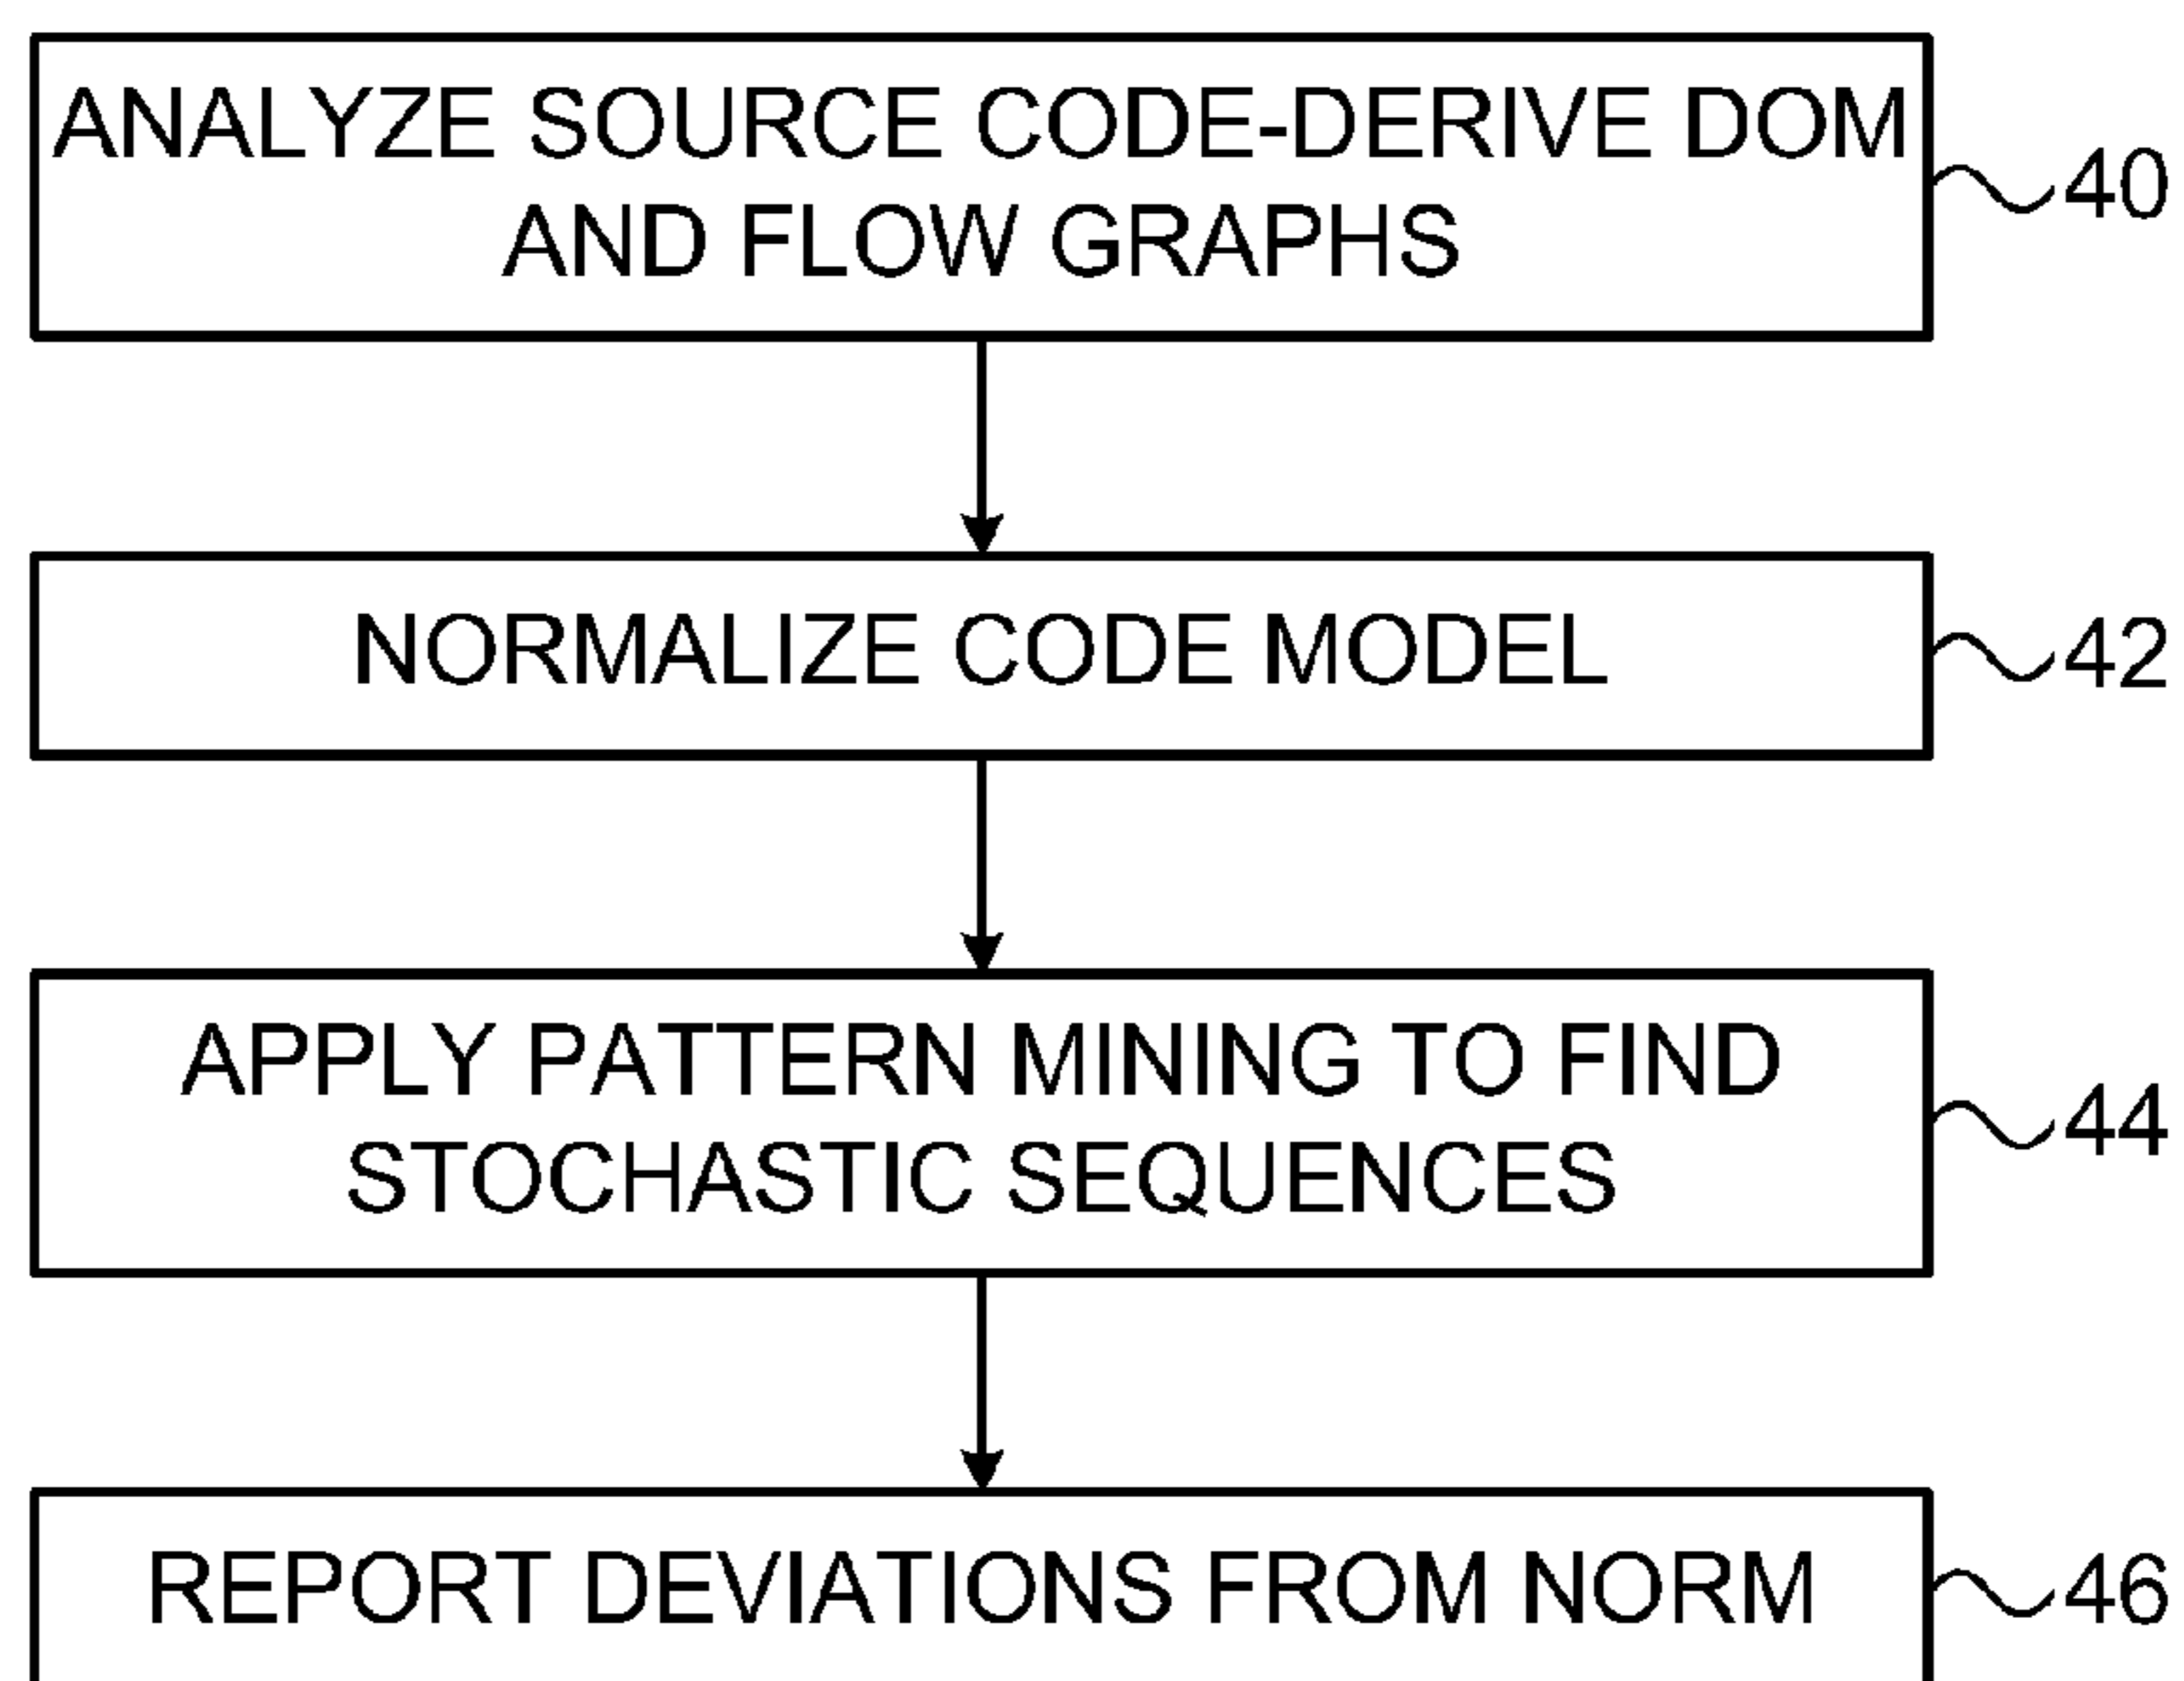 ANALYZE SOURCE CODE-DERIVE DOM
AND FLOW GRAPHS
40
NORMALIZE CODE MODEL
42
APPLY PATTERN MINING TO FIND
STOCHASTIC SEQUENCES
44
REPORT DEVIATIONS FROM NORM
46